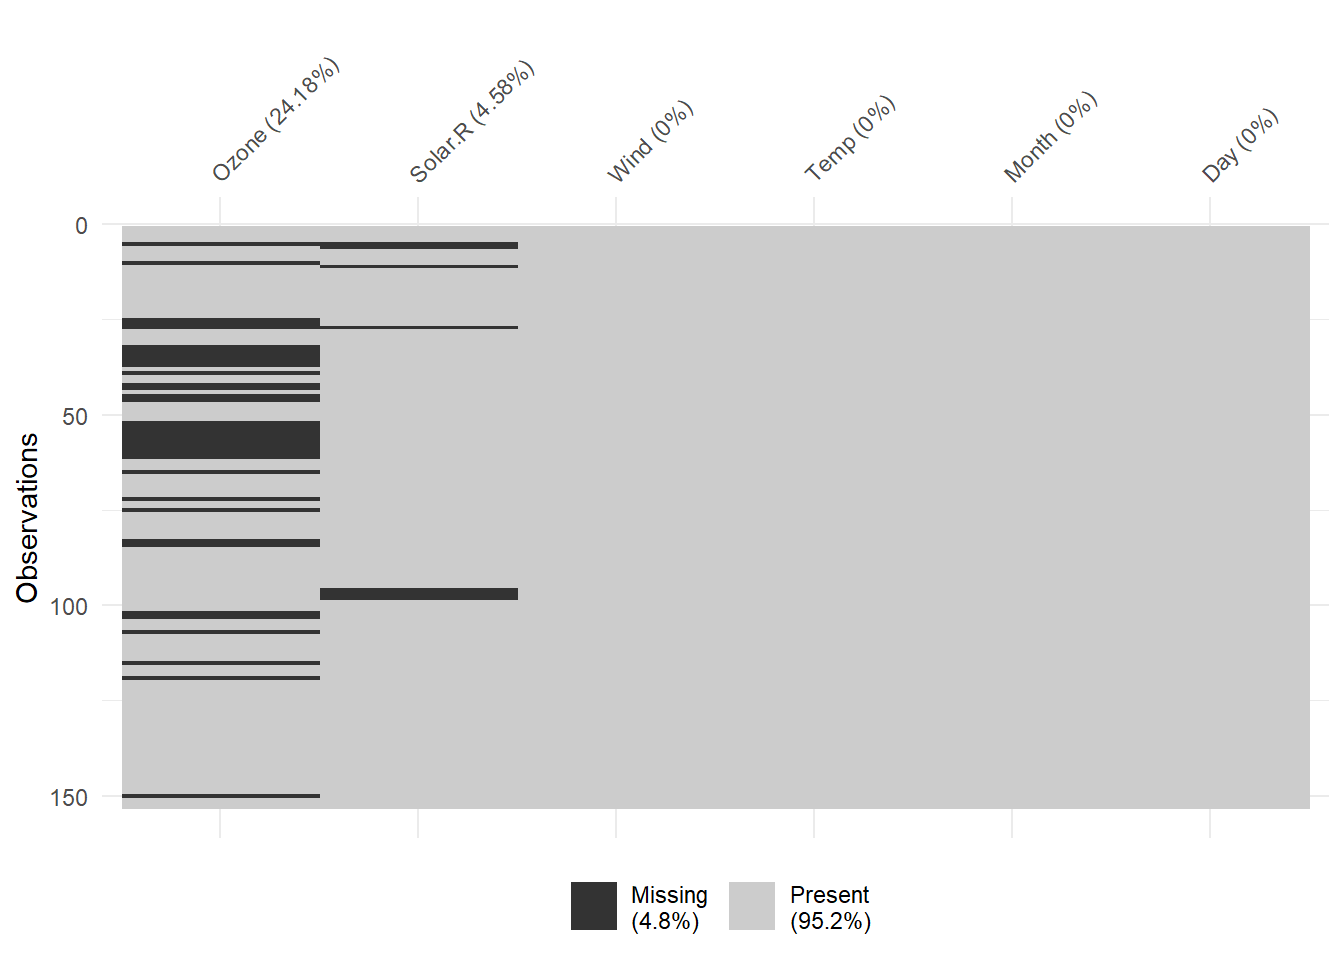 Ozone (24.18%)
Solar.R (4.58%)
Wind (0%)
Temp (0%)
Month (0%)
Day (0%)
0
50
100
150
Observations
Missing
(4.8%)
Present
(95.2%)